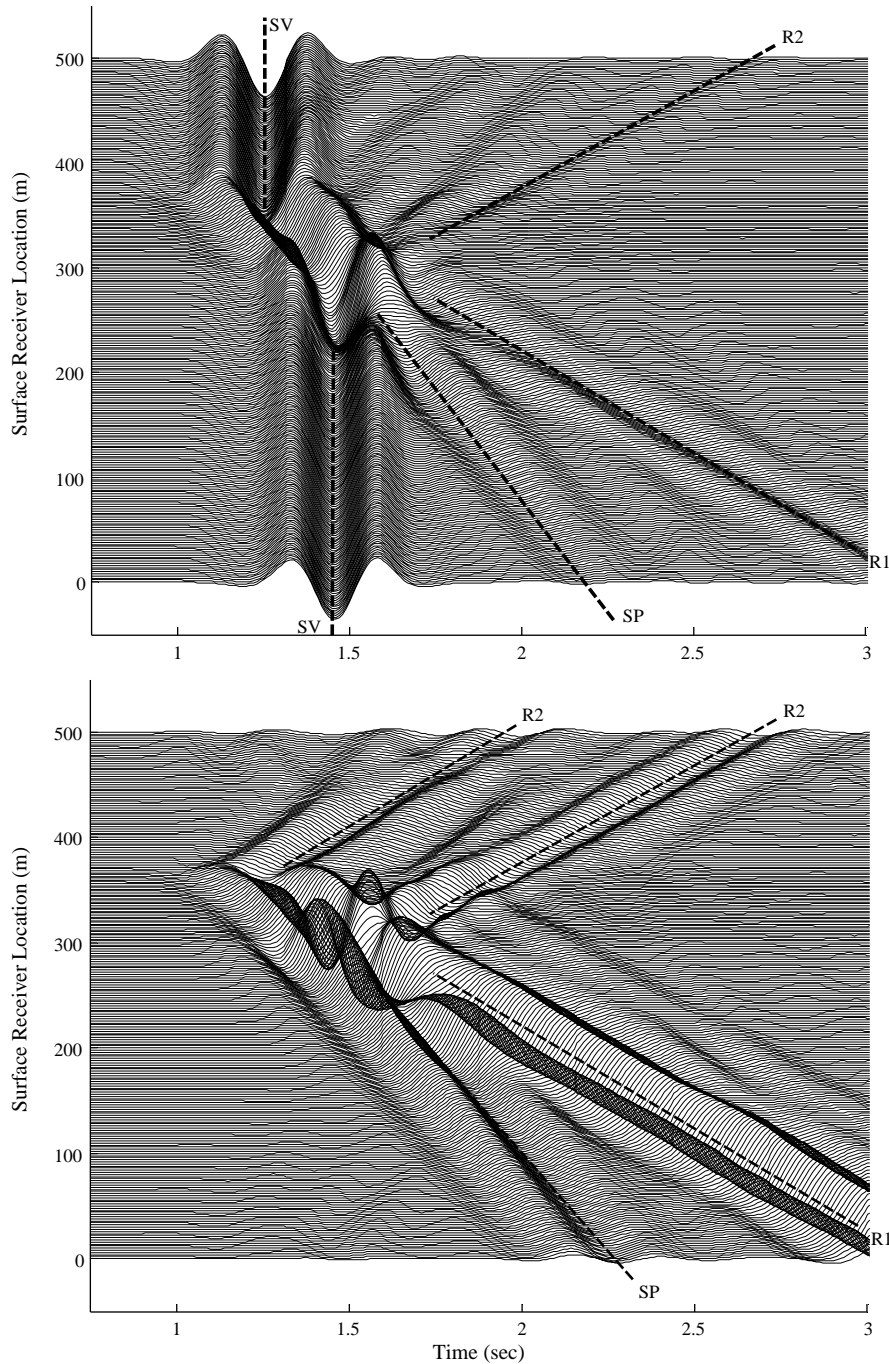 SV
R2
500
400
300
200
100
0
Surface Receiver Location (m)
R1
SP
SV
1
1.5
2
2.5
3
R2
R2
500
400
300
200
100
0
Surface Receiver Location (m)
R1
SP
1
1.5
2
2.5
3
Time (sec)